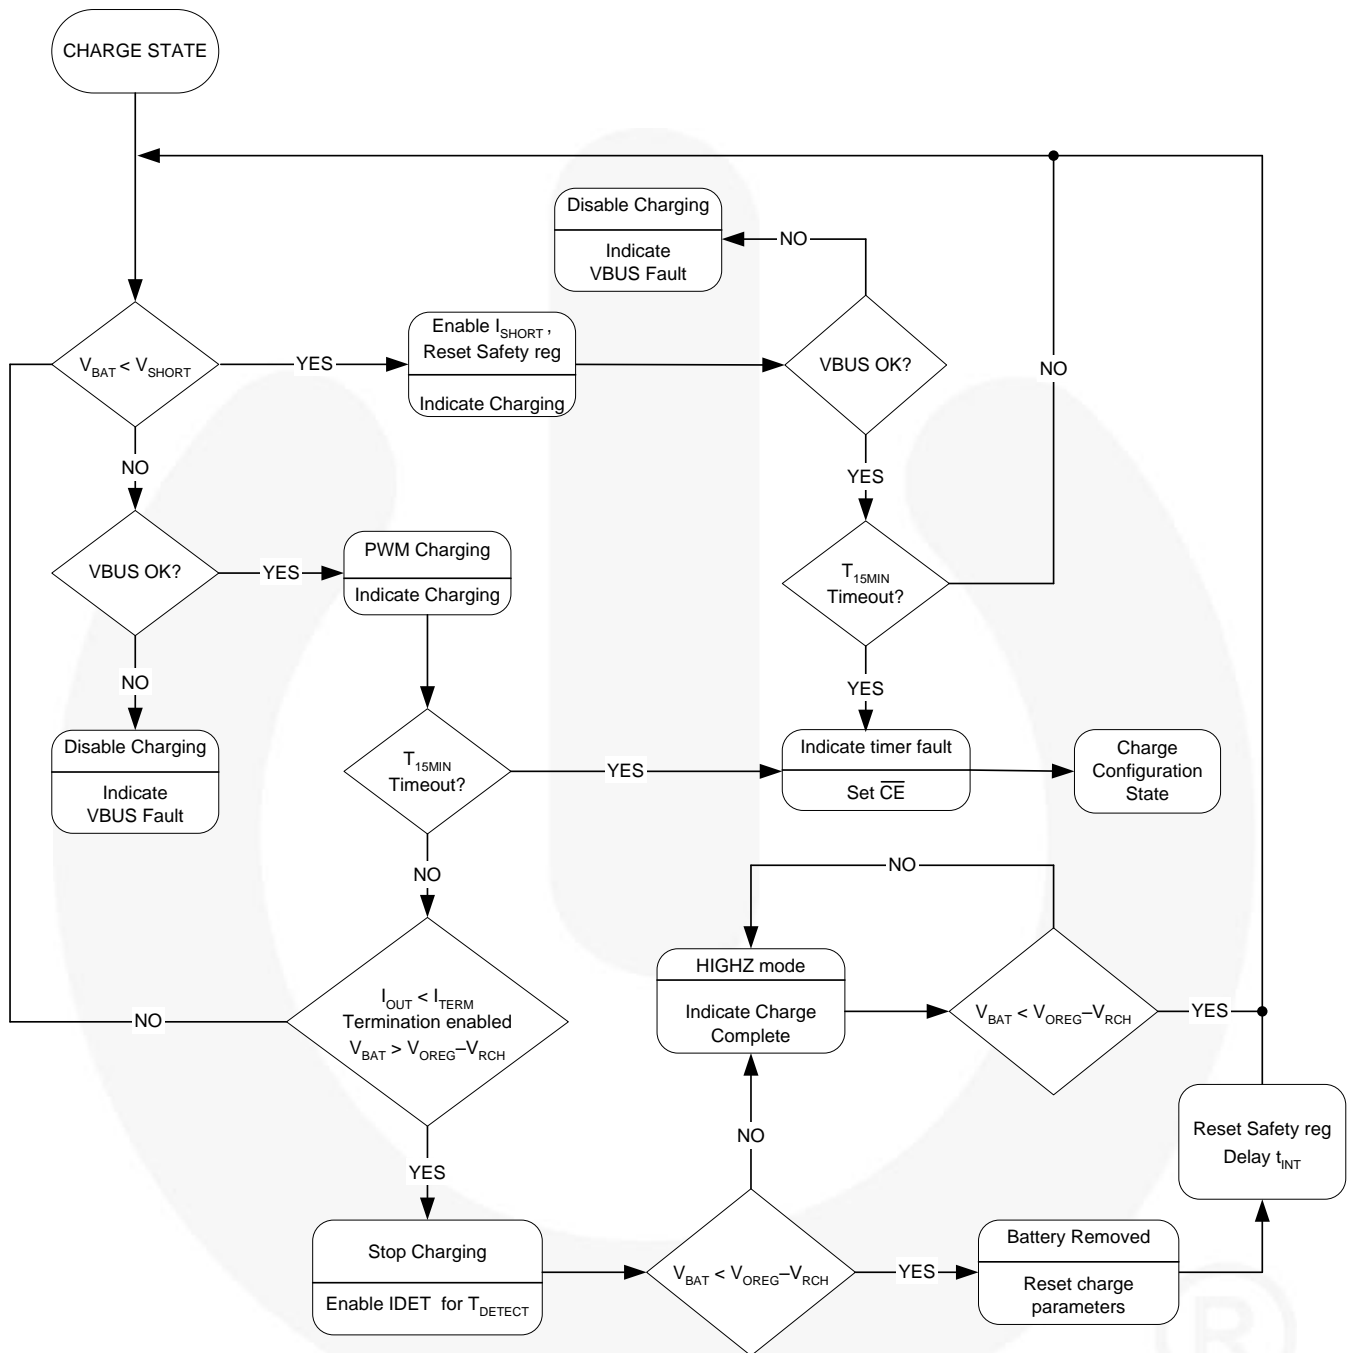 CHARGE STATE
Disable Charging
Indicate
VBUS Fault
NO
V_BAT < V_SHORT
YES
Enable I_SHORT ,
Reset Safety reg
Indicate Charging
VBUS OK?
NO
NO
YES
VBUS OK?
YES
PWM Charging
Indicate Charging
T_15MIN
Timeout?
NO
YES
Disable Charging
Indicate
VBUS Fault
T_15MIN
Timeout?
YES
Indicate timer fault
Set C̅E̅
Charge
Configuration
State
NO
NO
I_OUT < I_TERM
Termination enabled
V_BAT > V_OREG–V_RCH
NO
HIGHZ mode
Indicate Charge
Complete
V_BAT < V_OREG–V_RCH
YES
YES
NO
Reset Safety reg
Delay t_INT
Stop Charging
Enable IDET for T_DETECT
V_BAT < V_OREG–V_RCH
YES
Battery Removed
Reset charge
parameters
®